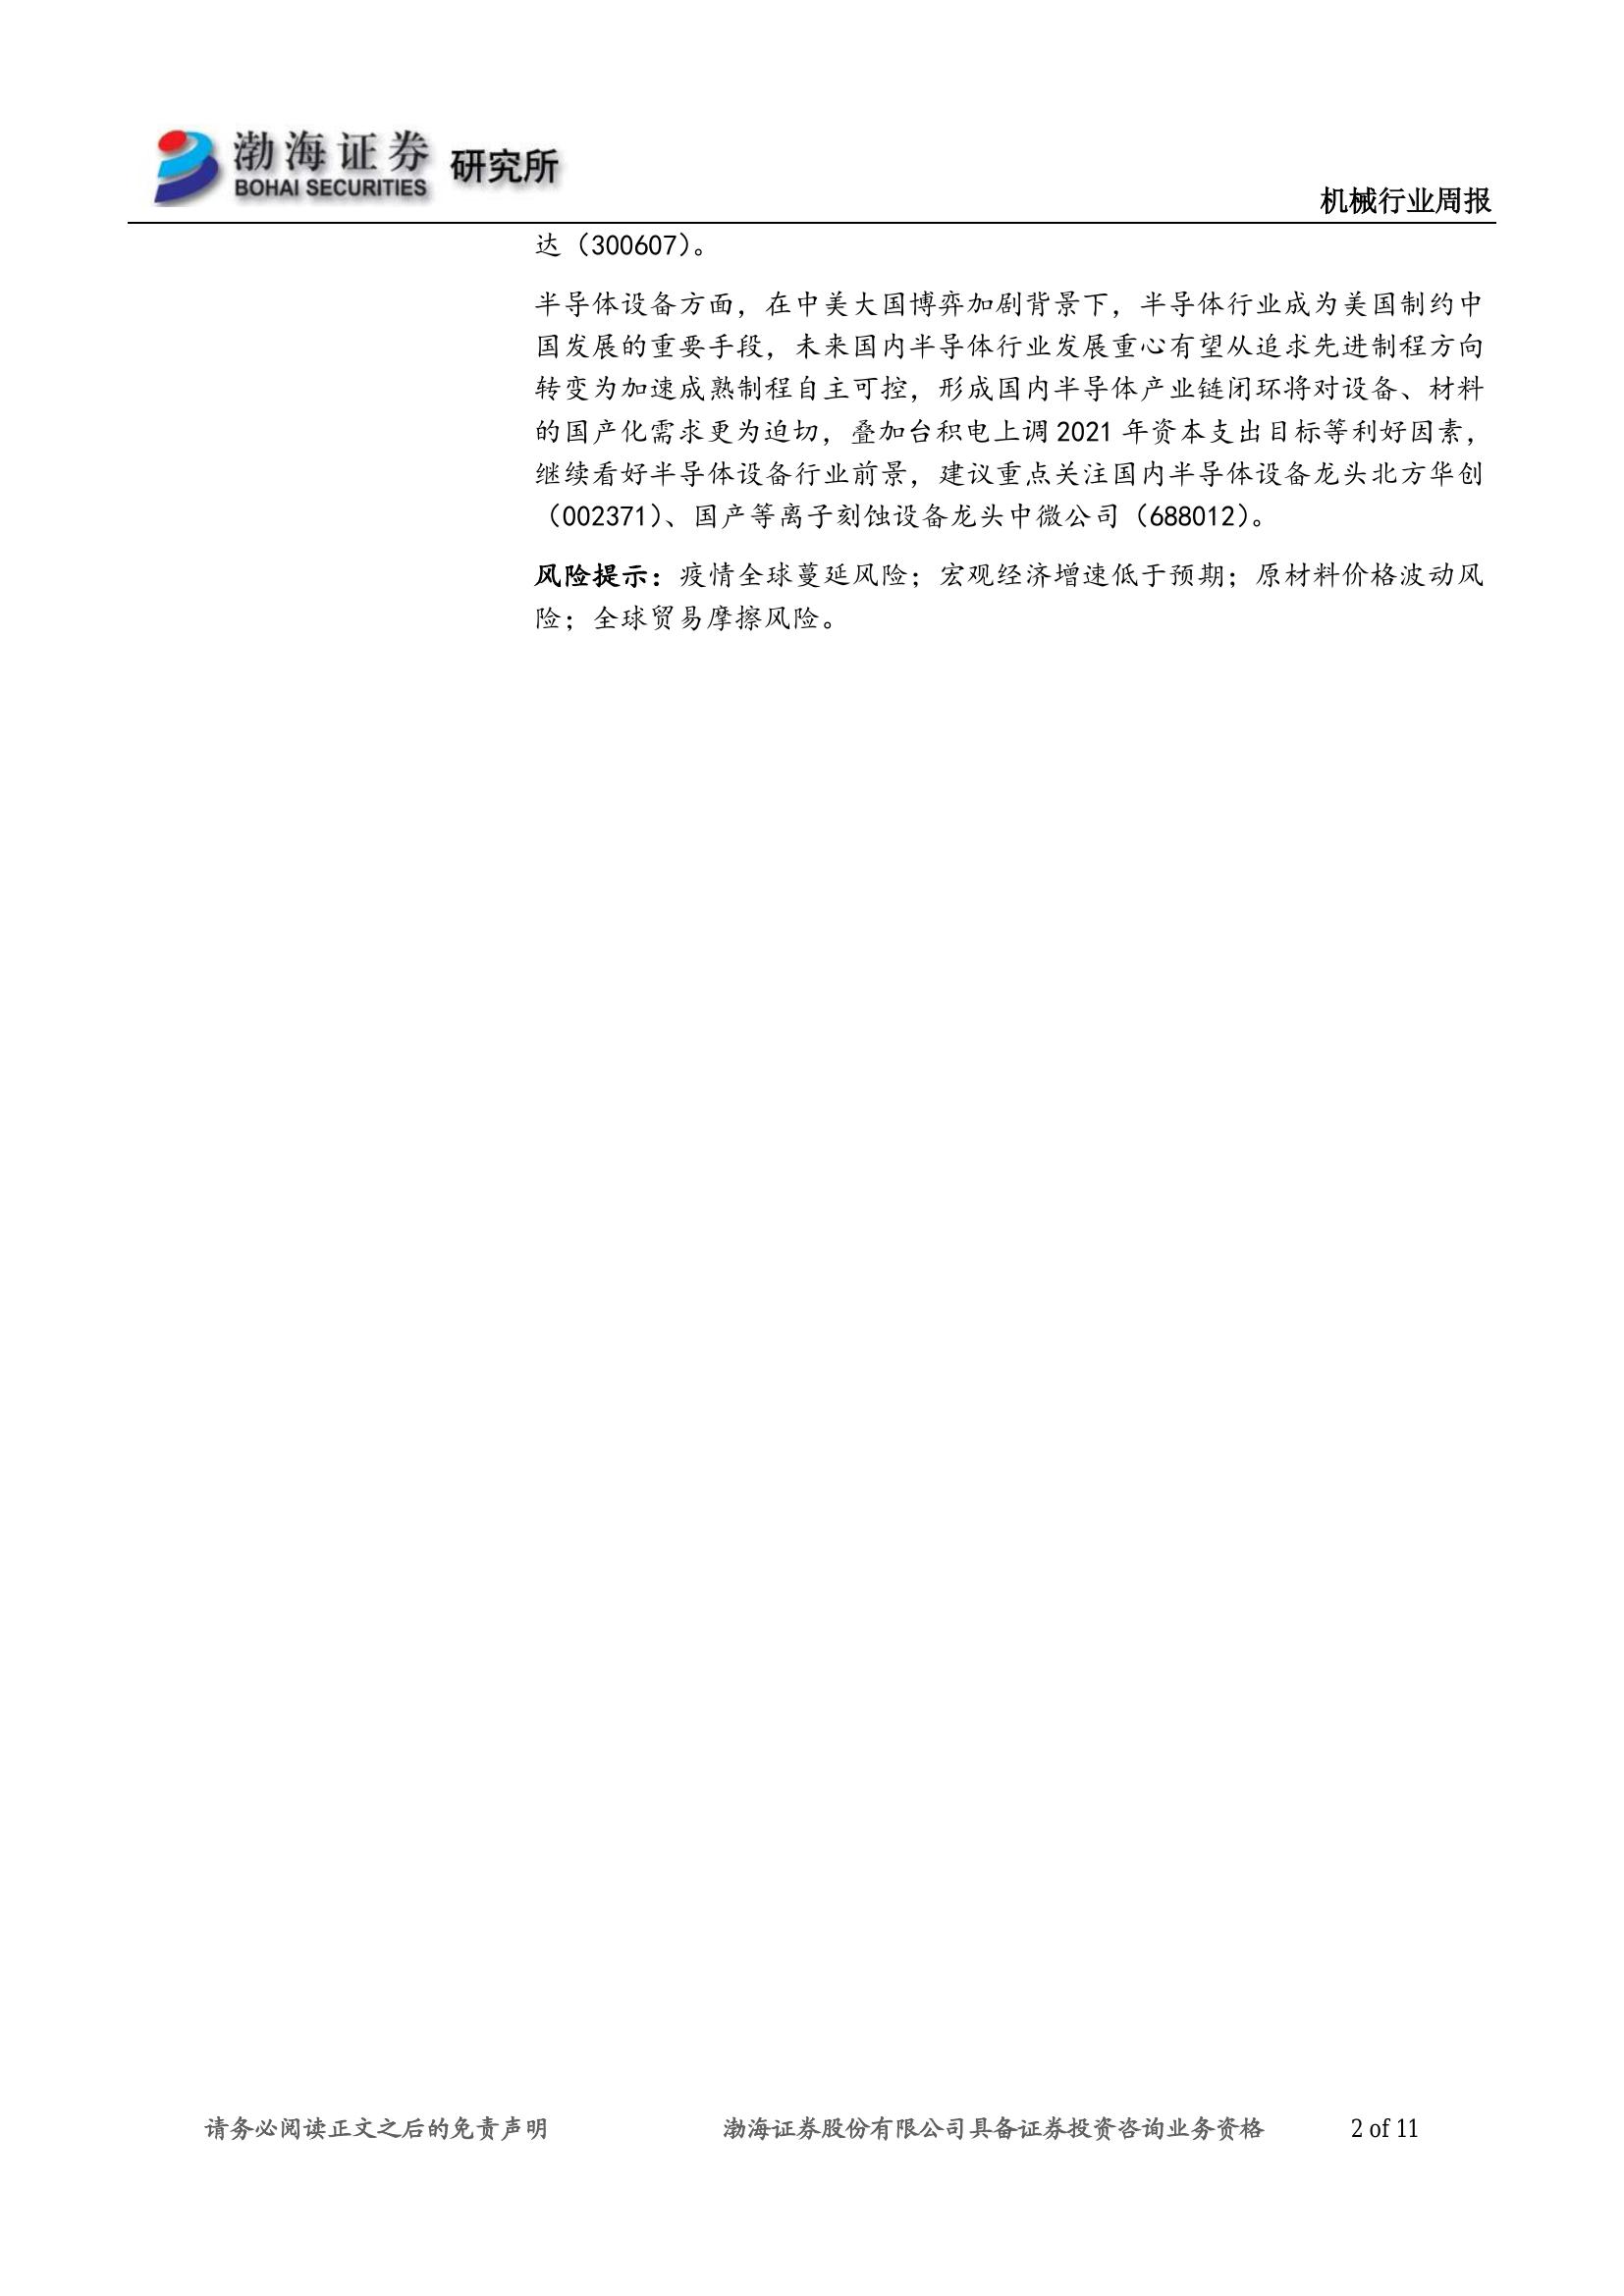 渤海证券 研究所
BOHAI SECURITIES
机械行业周报
达（300607）。
半导体设备方面，在中美大国博弈加剧背景下，半导体行业成为美国制约中
国发展的重要手段，未来国内半导体行业发展重心有望从追求先进制程方向
转变为加速成熟制程自主可控，形成国内半导体产业链闭环将对设备、材料
的国产化需求更为迫切，叠加台积电上调 2021 年资本支出目标等利好因素，
继续看好半导体设备行业前景，建议重点关注国内半导体设备龙头北方华创
（002371）、国产等离子刻蚀设备龙头中微公司（688012）。
风险提示：疫情全球蔓延风险；宏观经济增速低于预期；原材料价格波动风
险；全球贸易摩擦风险。
请务必阅读正文之后的免责声明 渤海证券股份有限公司具备证券投资咨询业务资格 2 of 11